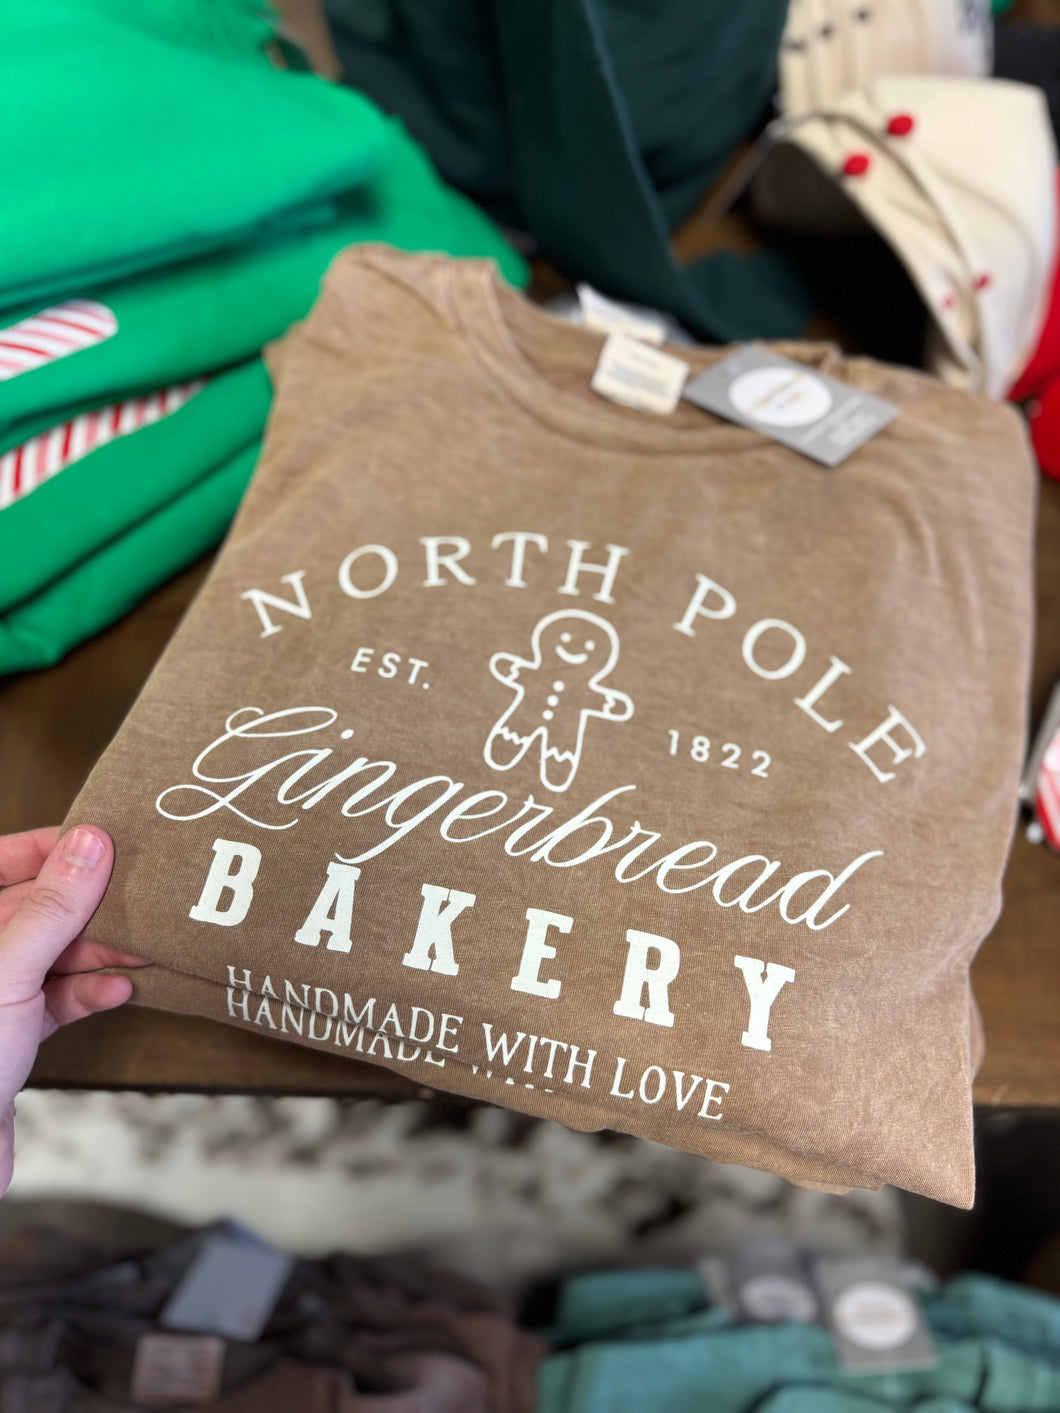 NORTH POLE
EST. 1822
Gingerbread
BAKERY
HANDMADE WITH LOVE
HANDMADE